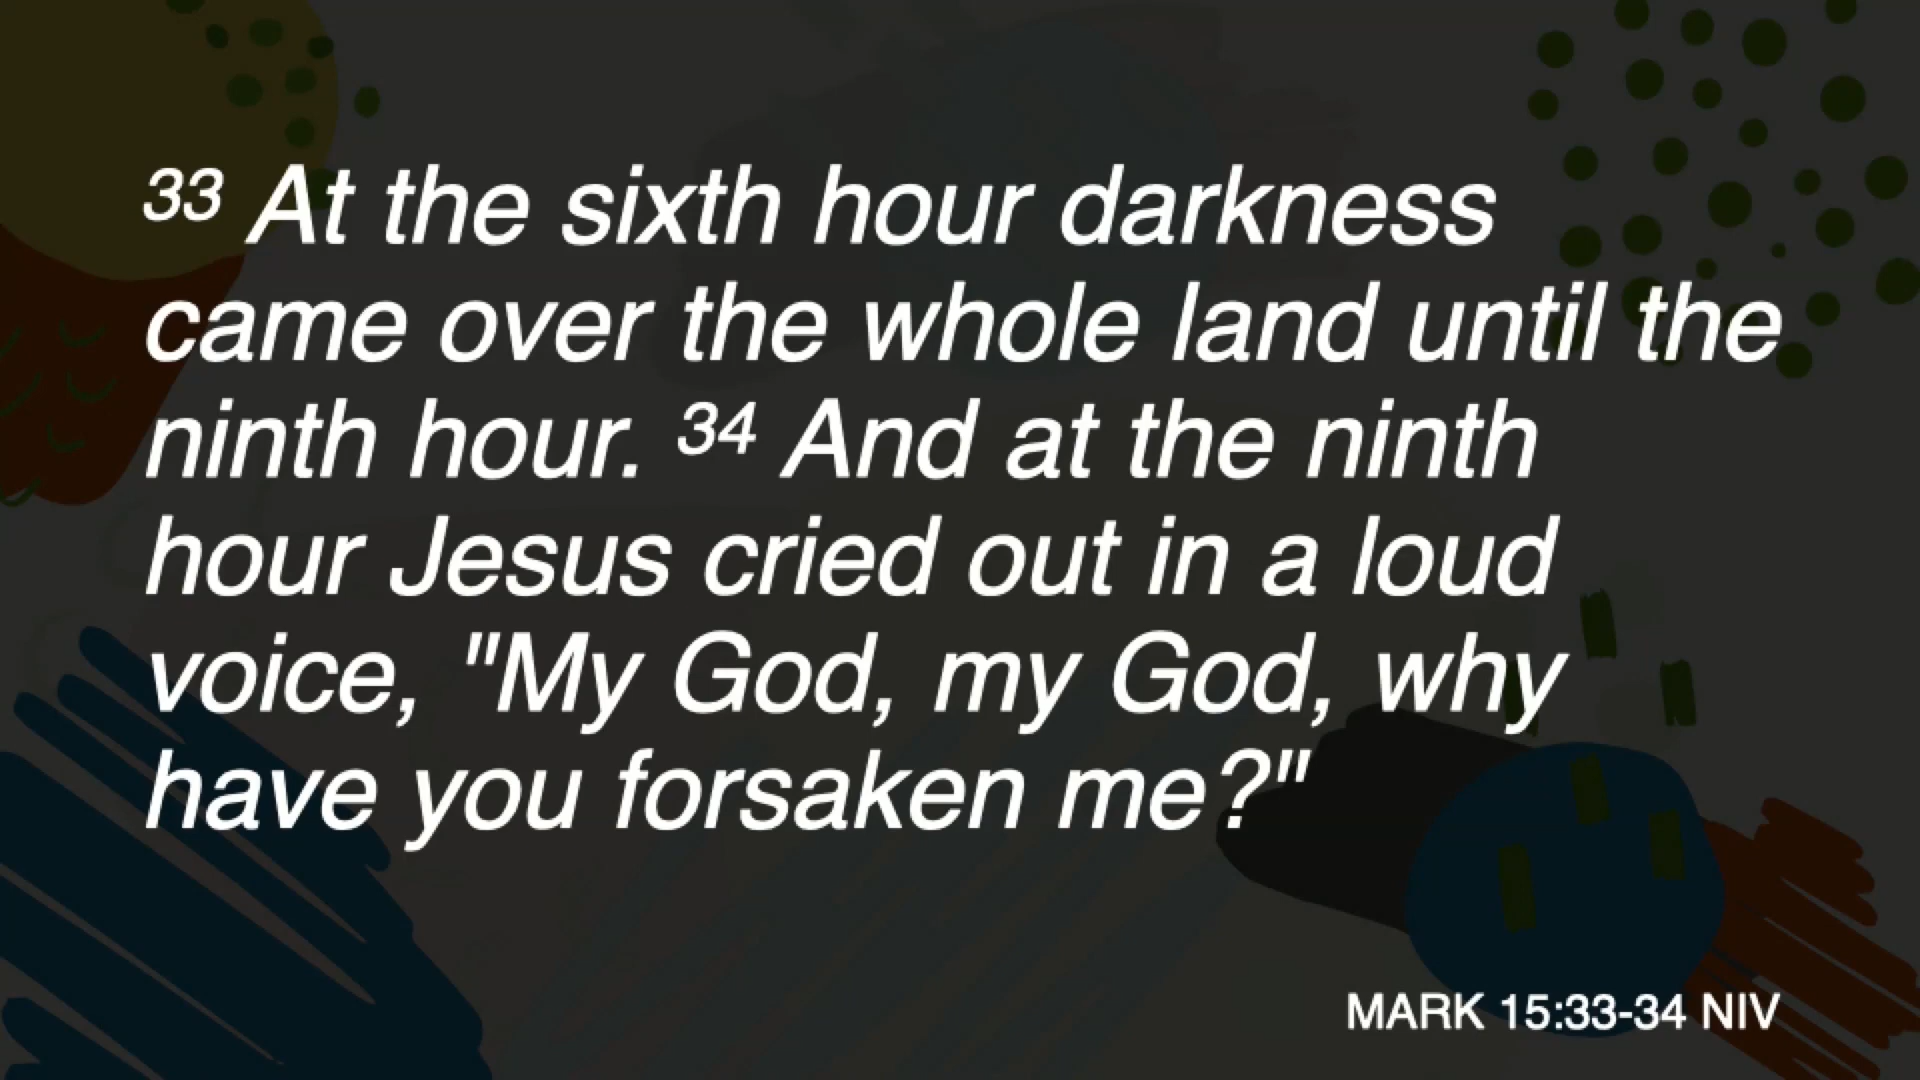 33 At the sixth hour darkness
came over the whole land until the
ninth hour. 34 And at the ninth
hour Jesus cried out in a loud
voice, "My God, my God, why
have you forsaken me?"
MARK 15:33-34 NIV